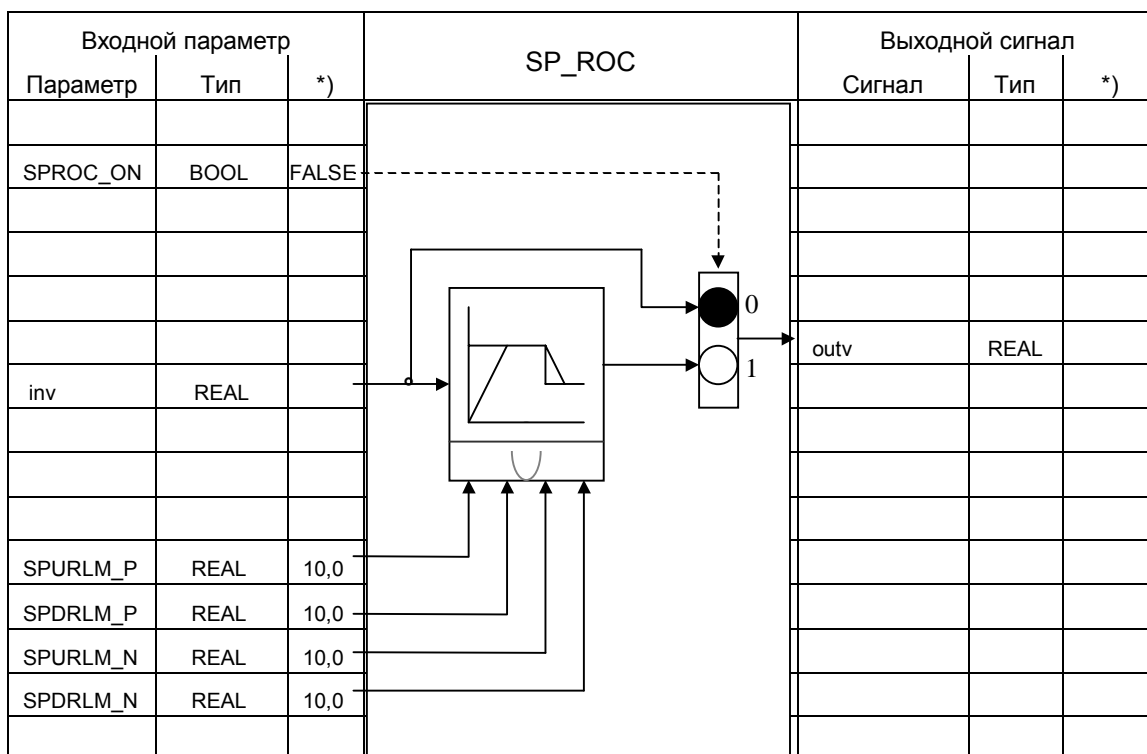 Входной параметр
SP_ROC
Выходной сигнал
Параметр Тип *)
Сигнал Тип *)
SPROC_ON BOOL FALSE
0
outv REAL
1
inv REAL
SPURLM_P REAL 10,0
SPDRLM_P REAL 10,0
SPURLM_N REAL 10,0
SPDRLM_N REAL 10,0